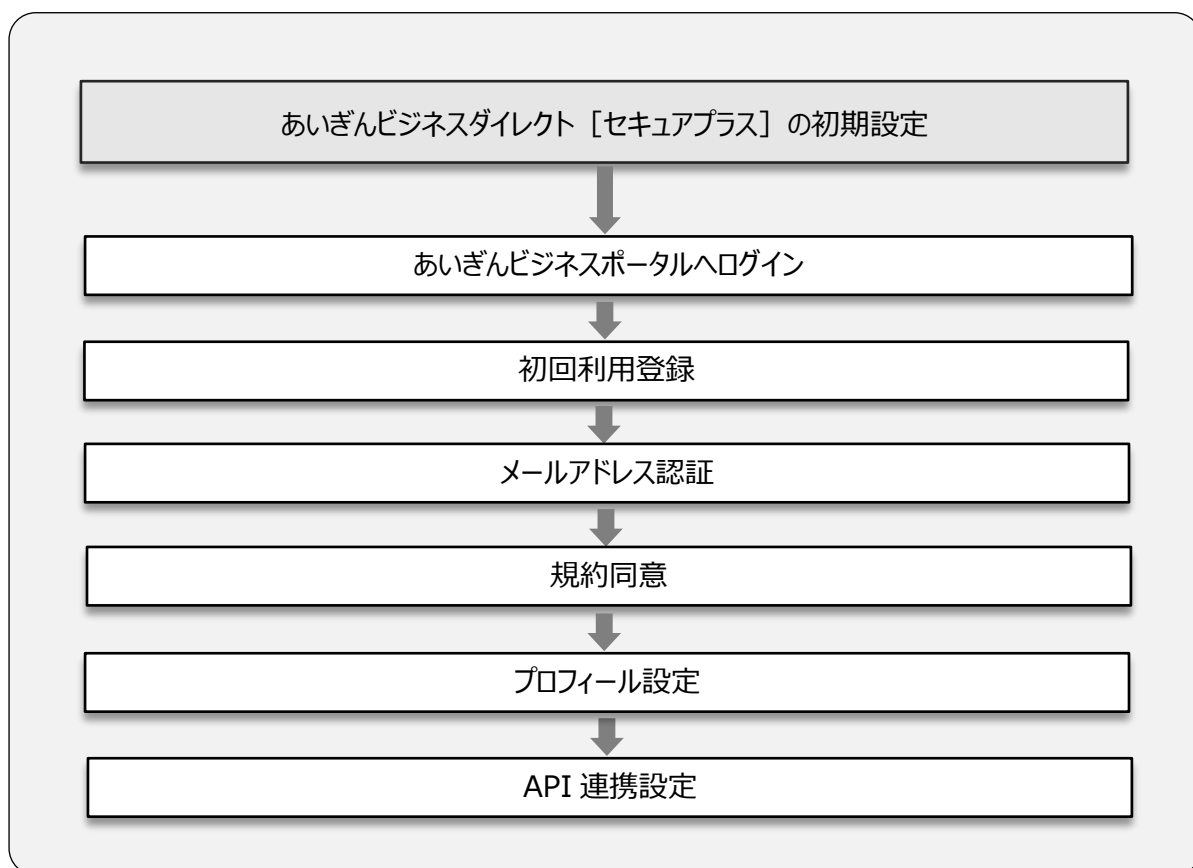 あいぎんビジネスダイレクト［セキュアプラス］の初期設定
あいぎんビジネスポータルへログイン
初回利用登録
メールアドレス認証
規約同意
プロフィール設定
API 連携設定